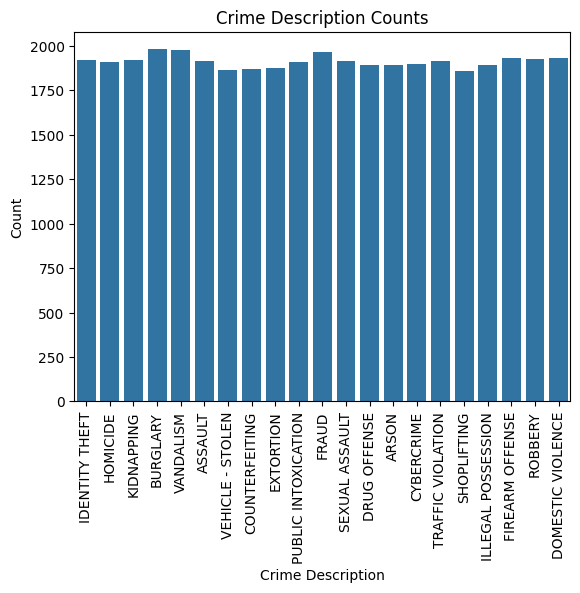 Crime Description Counts
2000
1750
1500
1250
1000
750
500
250
0
Count
IDENTITY THEFT
HOMICIDE
KIDNAPPING
BURGLARY
VANDALISM
ASSAULT
VEHICLE - STOLEN
COUNTERFEITING
EXTORTION
PUBLIC INTOXICATION
FRAUD
SEXUAL ASSAULT
DRUG OFFENSE
ARSON
CYBERCRIME
TRAFFIC VIOLATION
SHOPLIFTING
ILLEGAL POSSESSION
FIREARM OFFENSE
ROBBERY
DOMESTIC VIOLENCE
Crime Description